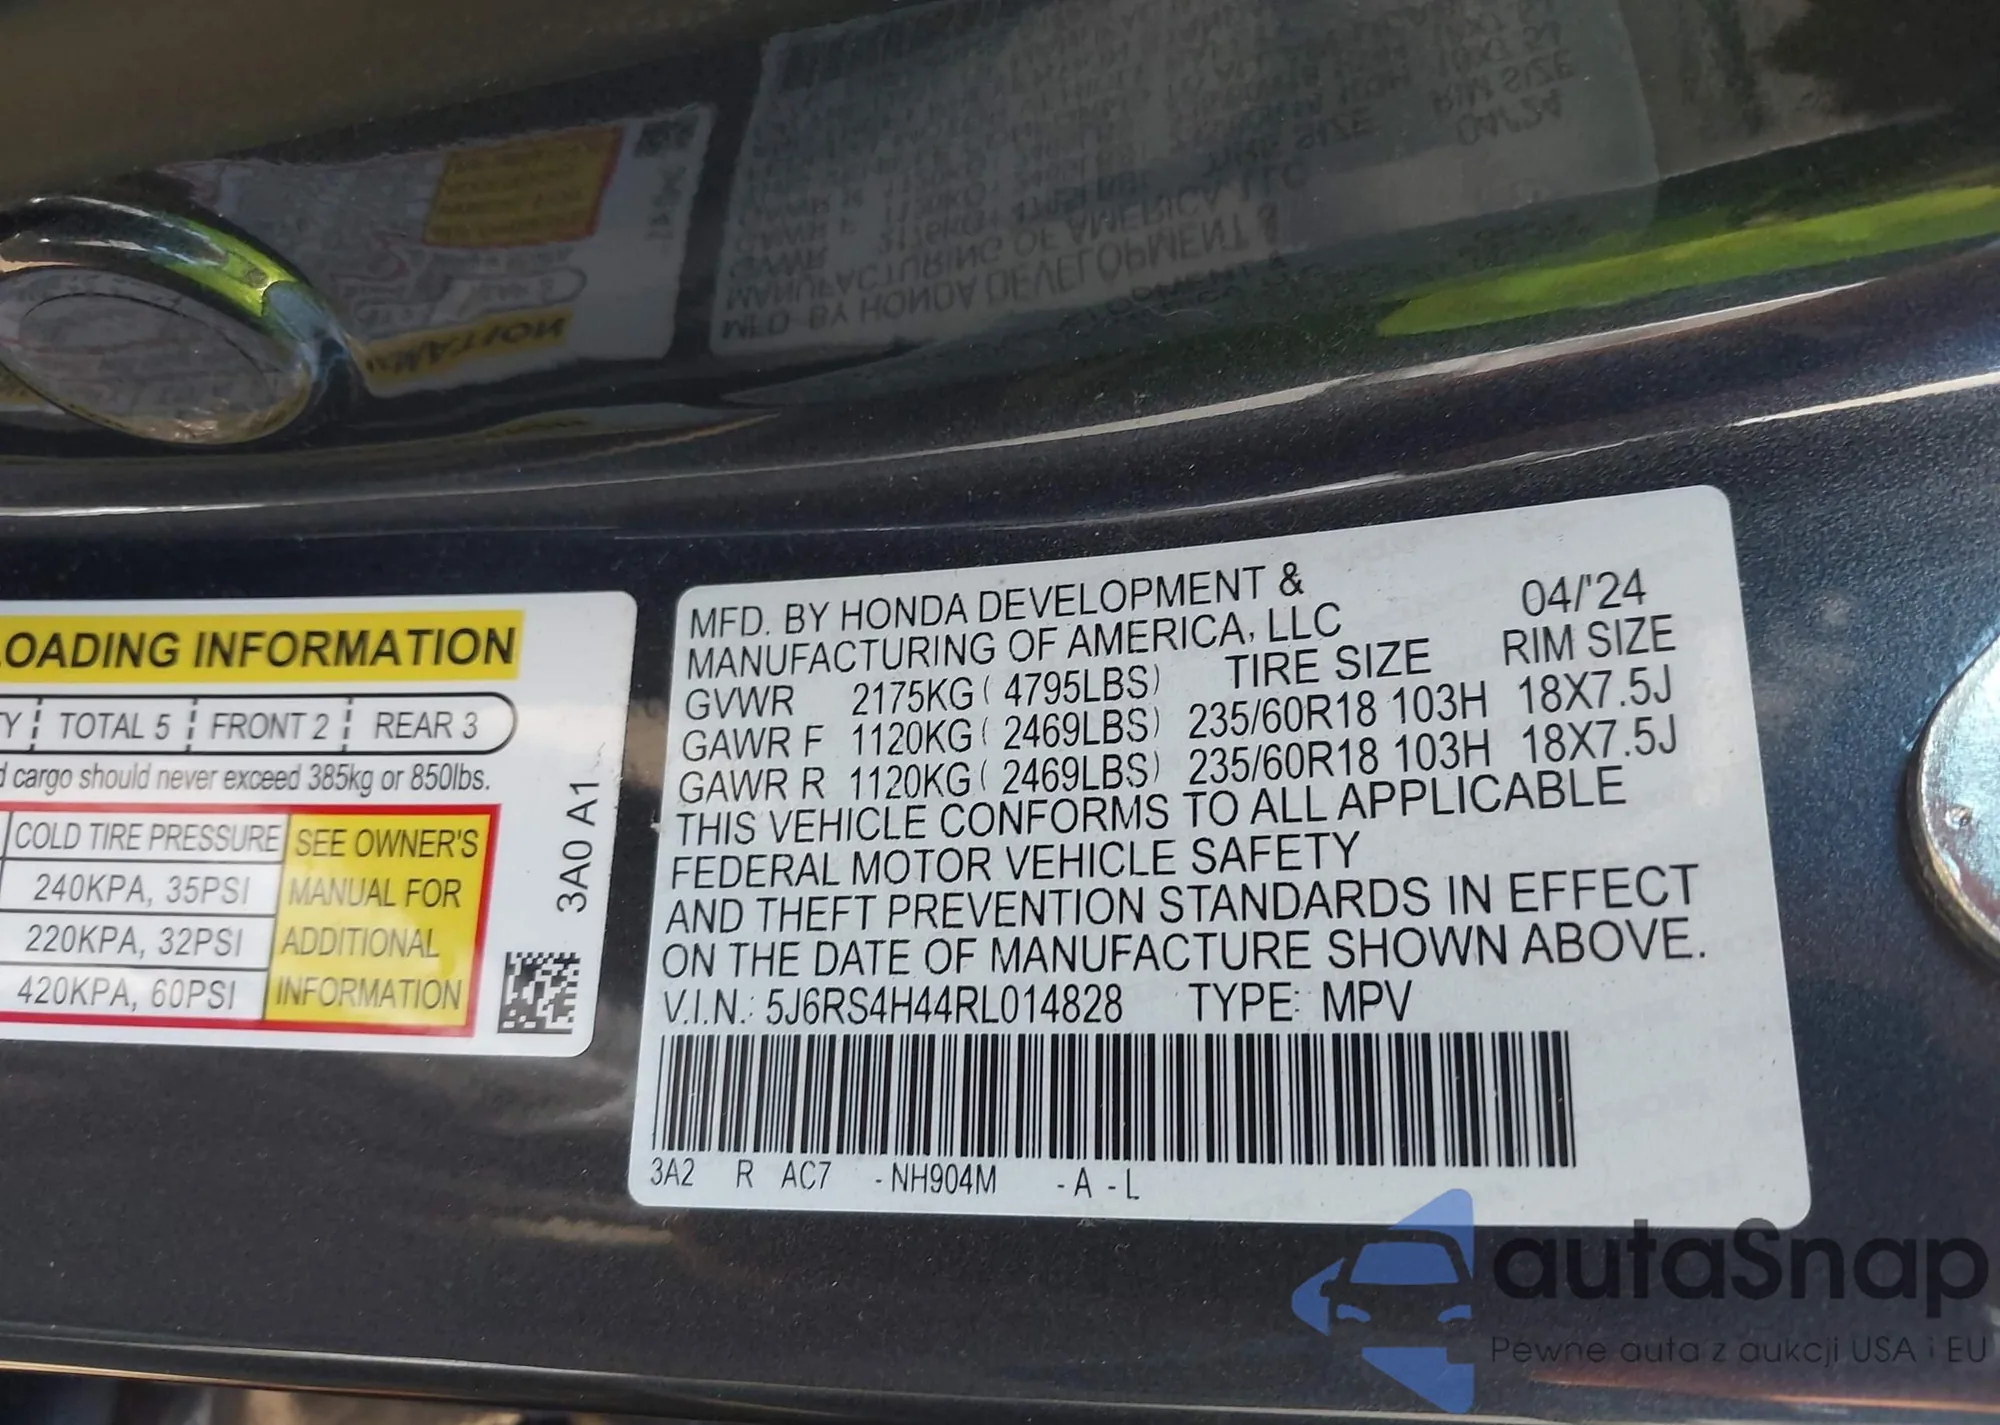 LOADING INFORMATION
TOTAL 5 FRONT 2 REAR 3
cargo should never exceed 385kg or 850lbs.
COLD TIRE PRESSURE
240KPA, 35PSI
220KPA, 32PSI
420KPA, 60PSI
SEE OWNER'S
MANUAL FOR
ADDITIONAL
INFORMATION
3A0 A1
MFD. BY HONDA DEVELOPMENT & 04/'24
MANUFACTURING OF AMERICA, LLC
GVWR 2175KG ( 4795LBS) TIRE SIZE RIM SIZE
GAWR F 1120KG ( 2469LBS) 235/60R18 103H 18X7.5J
GAWR R 1120KG ( 2469LBS) 235/60R18 103H 18X7.5J
THIS VEHICLE CONFORMS TO ALL APPLICABLE
FEDERAL MOTOR VEHICLE SAFETY
AND THEFT PREVENTION STANDARDS IN EFFECT
ON THE DATE OF MANUFACTURE SHOWN ABOVE.
V.I.N.: 5J6RS4H44RL014828 TYPE: MPV
3A2 R AC7 -NH904M -A -L
autaSnap
Pewne auta z aukcji USA i EU